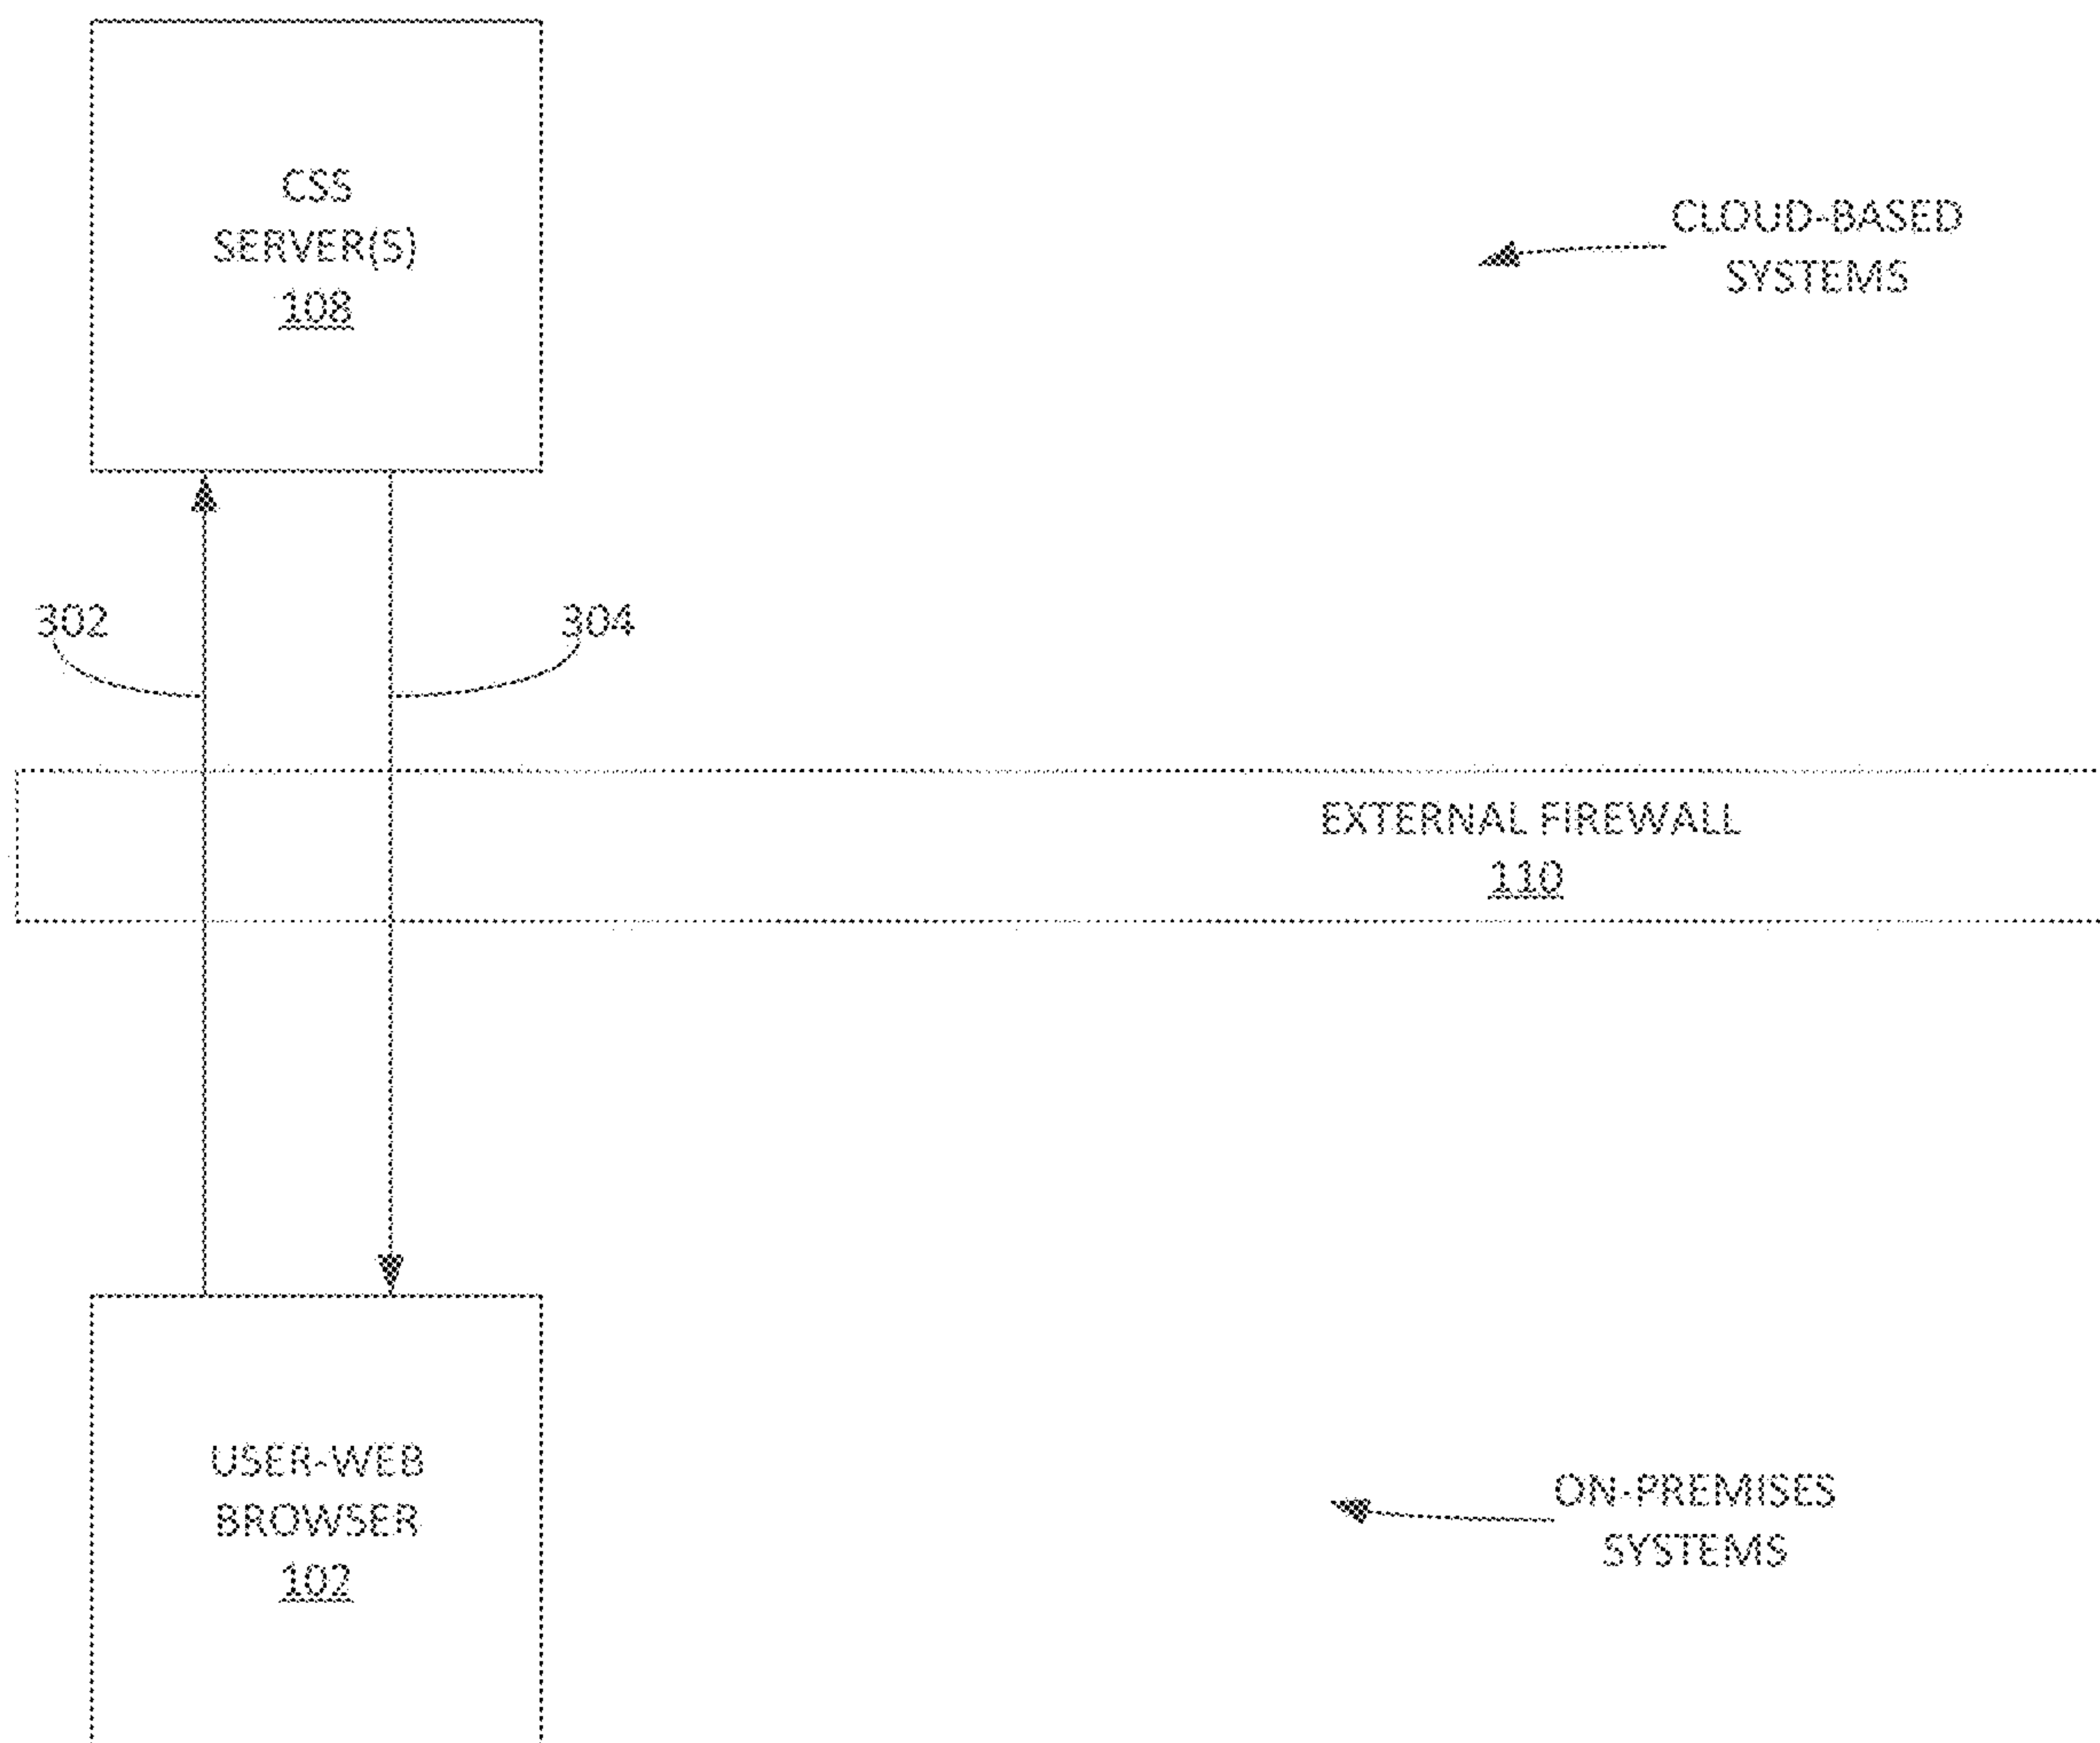 CSS
SERVER(S)
108
CLOUD-BASED
SYSTEMS
302
304
EXTERNAL FIREWALL
110
USER-WEB
BROWSER
102
ON-PREMISES
SYSTEMS